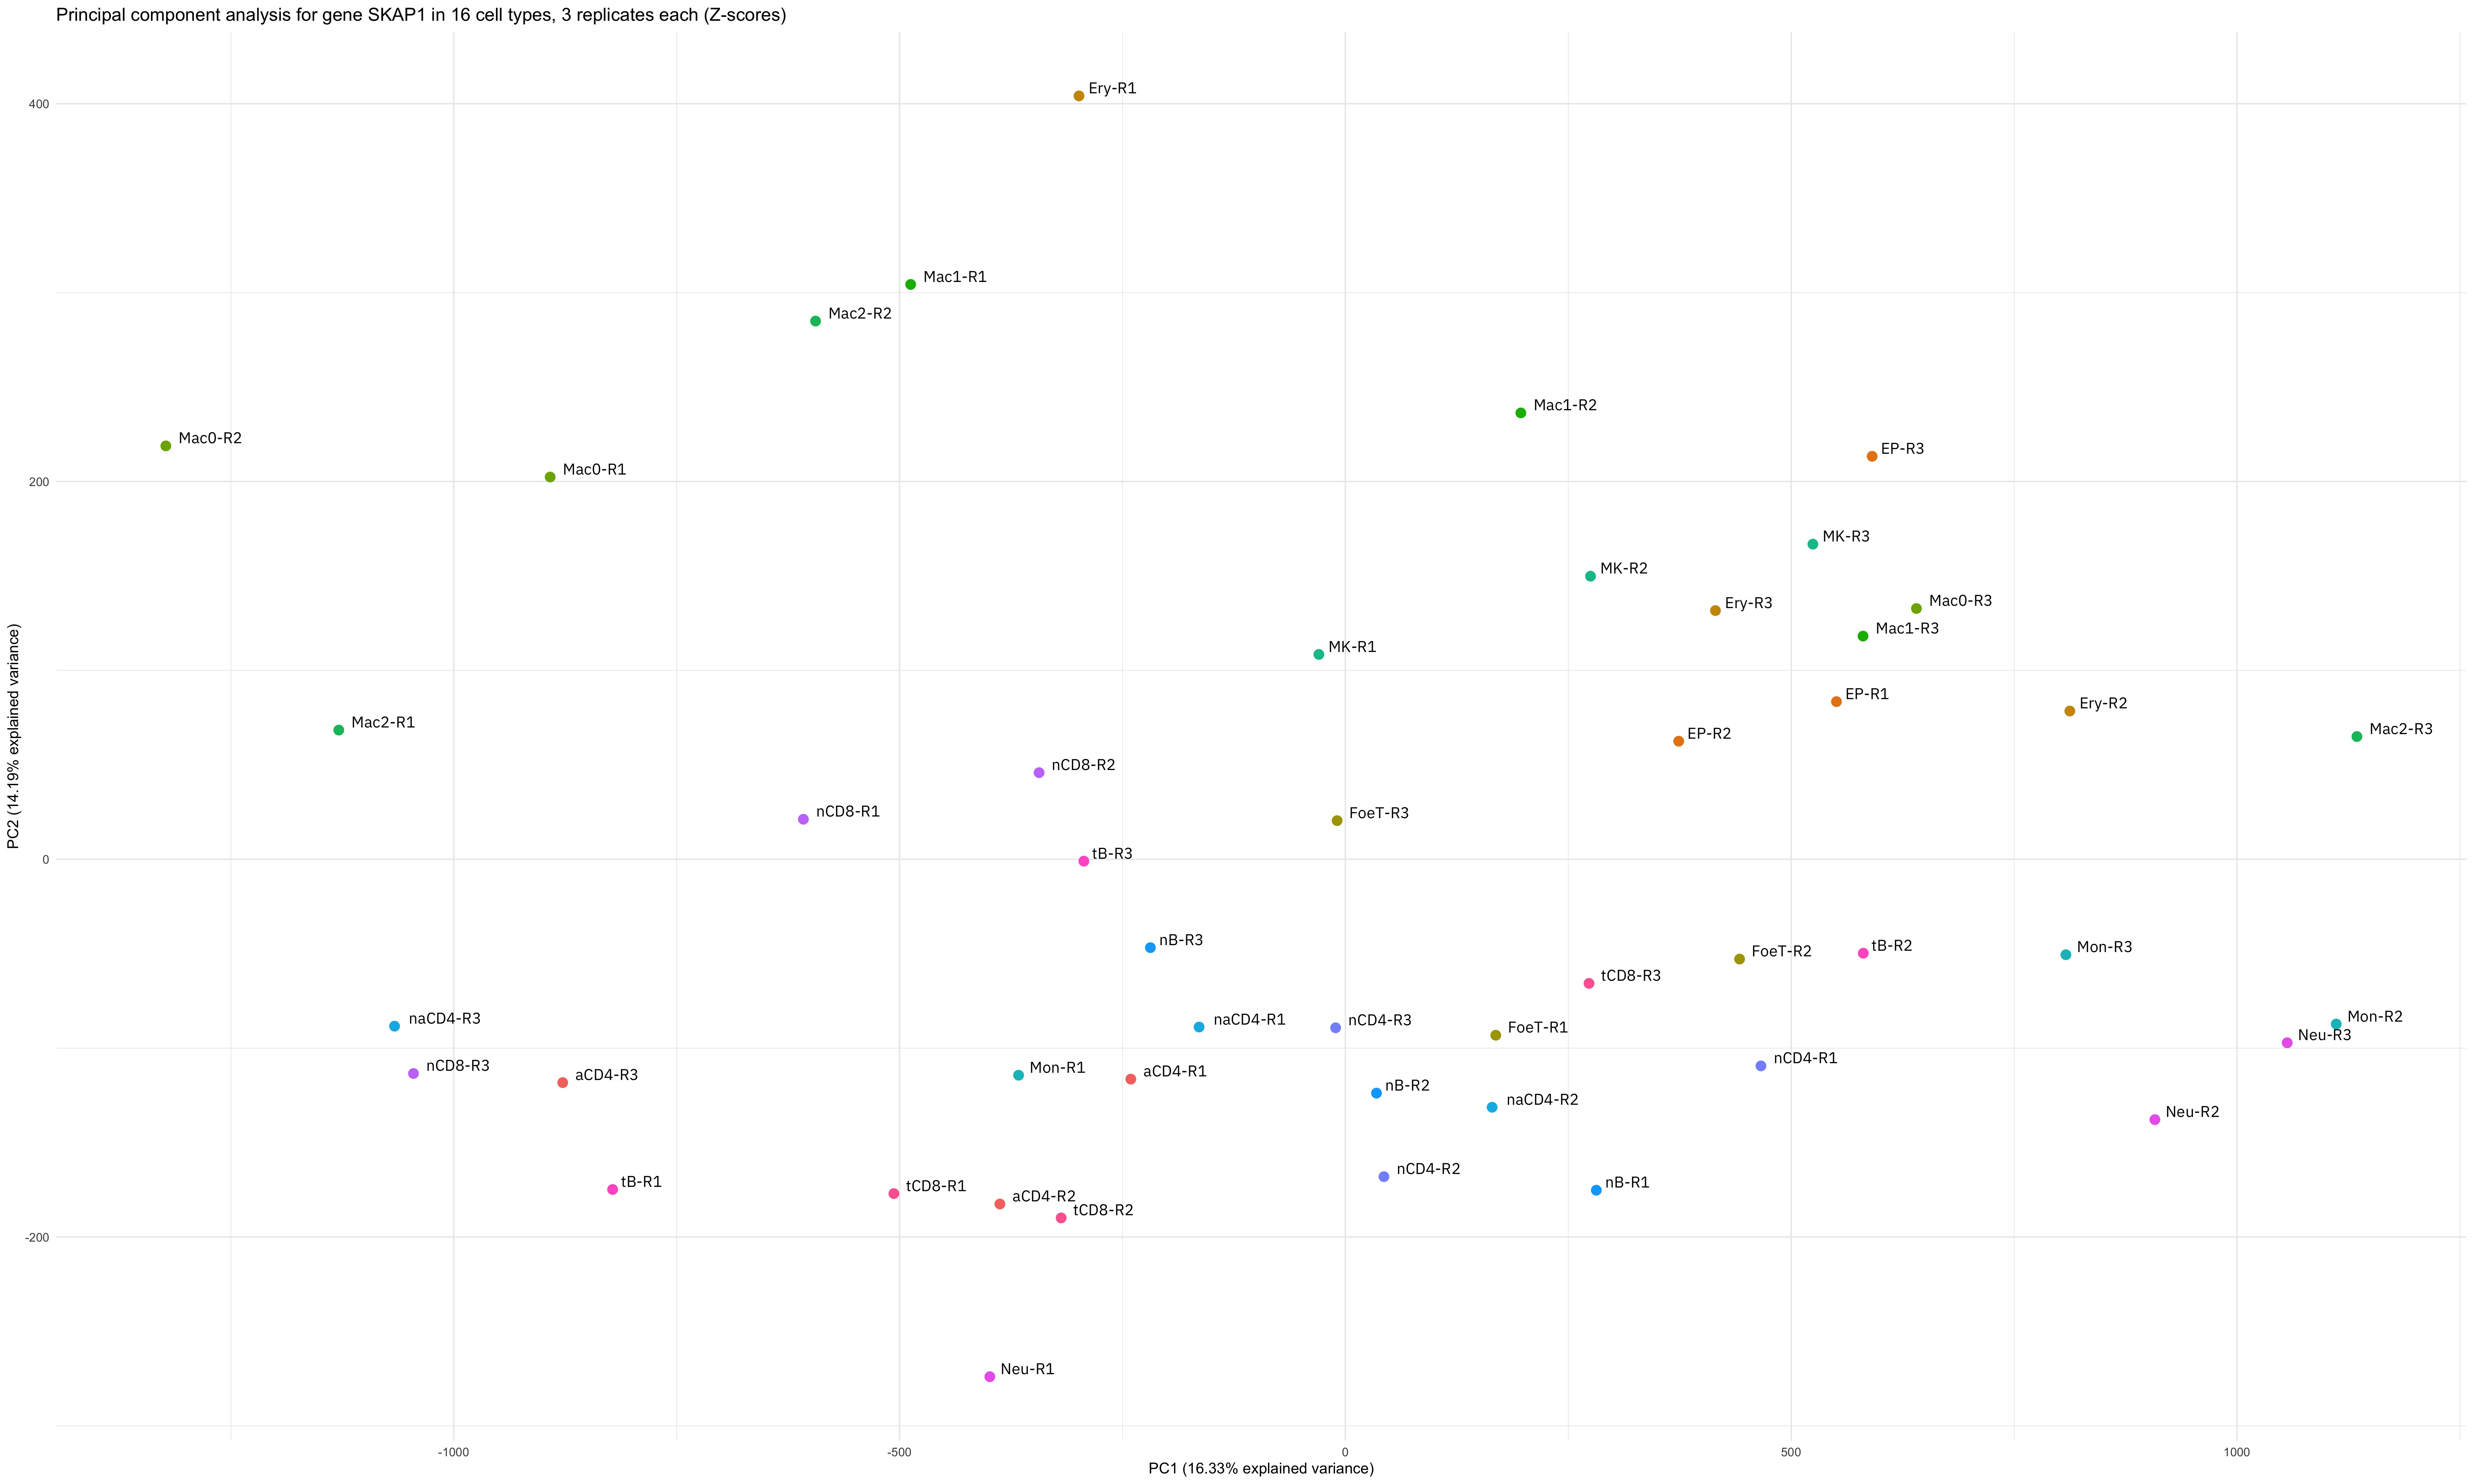 Principal component analysis for gene SKAP1 in 16 cell types, 3 replicates each (Z-scores)
Ery-R1
400
Mac1-R1
Mac2-R2
Mac1-R2
Mac0-R2
EP-R3
Mac0-R1
200
MK-R3
MK-R2
Mac0-R3
Ery-R3
Mac1-R3
MK-R1
EP-R1
Ery-R2
Mac2-R1
Mac2-R3
EP-R2
nCD8-R2
nCD8-R1
FoeT-R3
tB-R3
0
nB-R3
tB-R2
Mon-R3
FoeT-R2
tCD8-R3
Mon-R2
naCD4-R3
naCD4-R1
nCD4-R3
FoeT-R1
Neu-R3
nCD4-R1
nCD8-R3
Mon-R1
aCD4-R1
aCD4-R3
nB-R2
naCD4-R2
Neu-R2
nCD4-R2
tB-R1
nB-R1
tCD8-R1
aCD4-R2
tCD8-R2
-200
Neu-R1
-1000
-500
0
500
1000
PC1 (16.33% explained variance)
PC2 (14.19% explained variance)